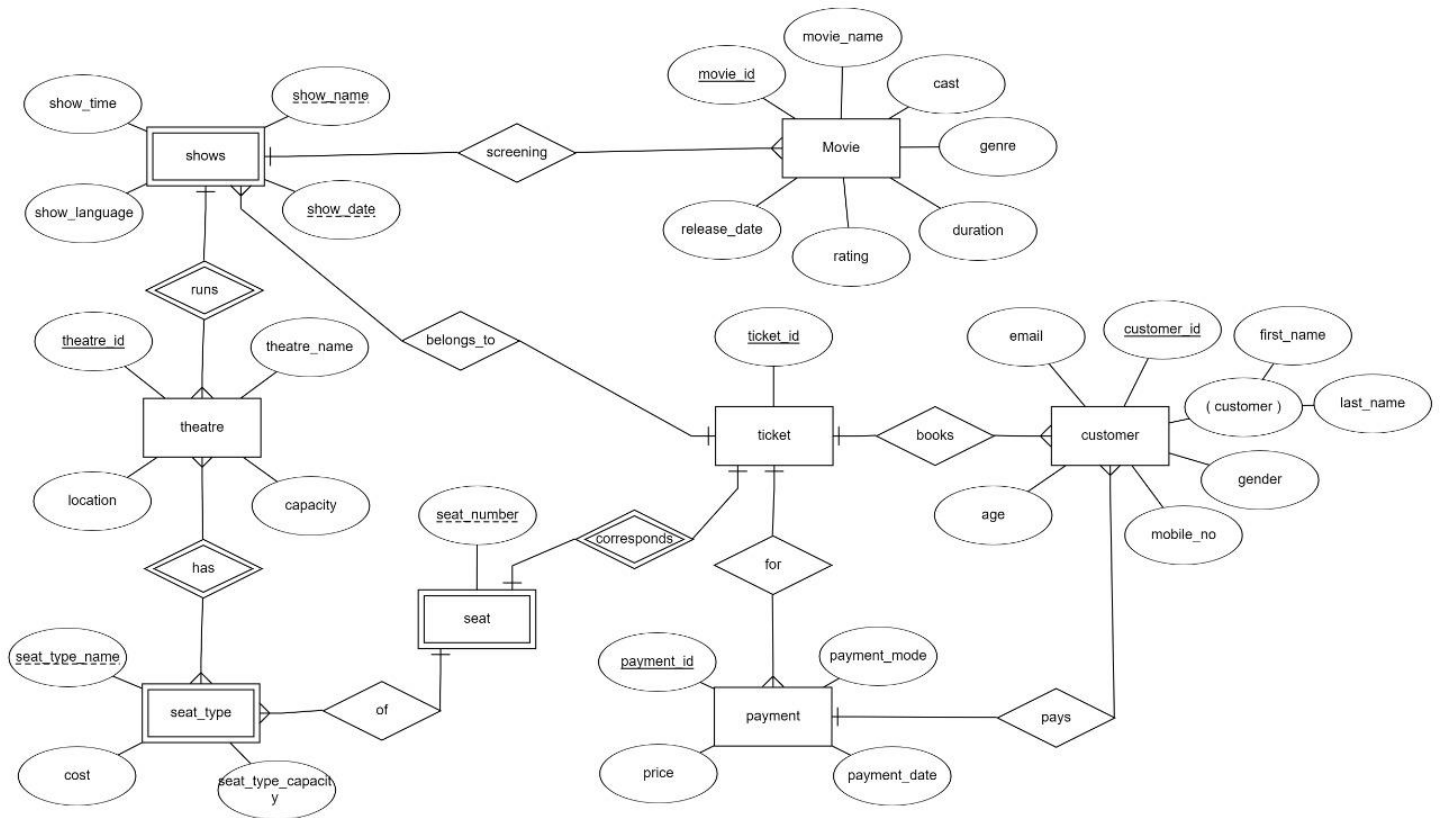 movie_name
movie_id
cast
show_time
show_name
shows
screening
Movie
genre
show_language
show_date
release_date
rating
duration
runs
theatre_id
theatre_name
belongs_to
ticket_id
email
customer_id
first_name
( customer )
last_name
theatre
ticket
books
customer
location
capacity
seat_number
age
gender
mobile_no
has
corresponds
for
seat
seat_type_name
payment_id
payment_mode
seat_type
of
payment
pays
cost
seat_type_capacit
y
price
payment_date